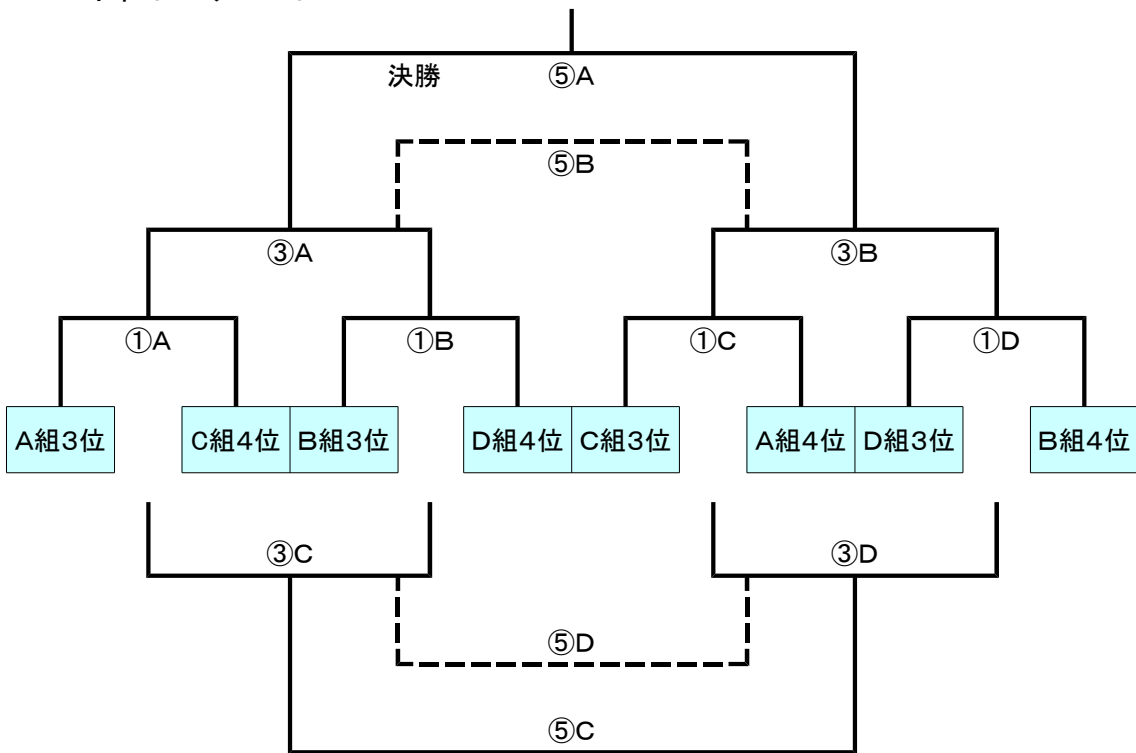 決勝 ⑤A
⑤B
③A ③B
①A ①B ①C ①D
A組3位 C組4位 B組3位 D組4位 C組3位 A組4位 D組3位 B組4位
③C ③D
⑤D
⑤C